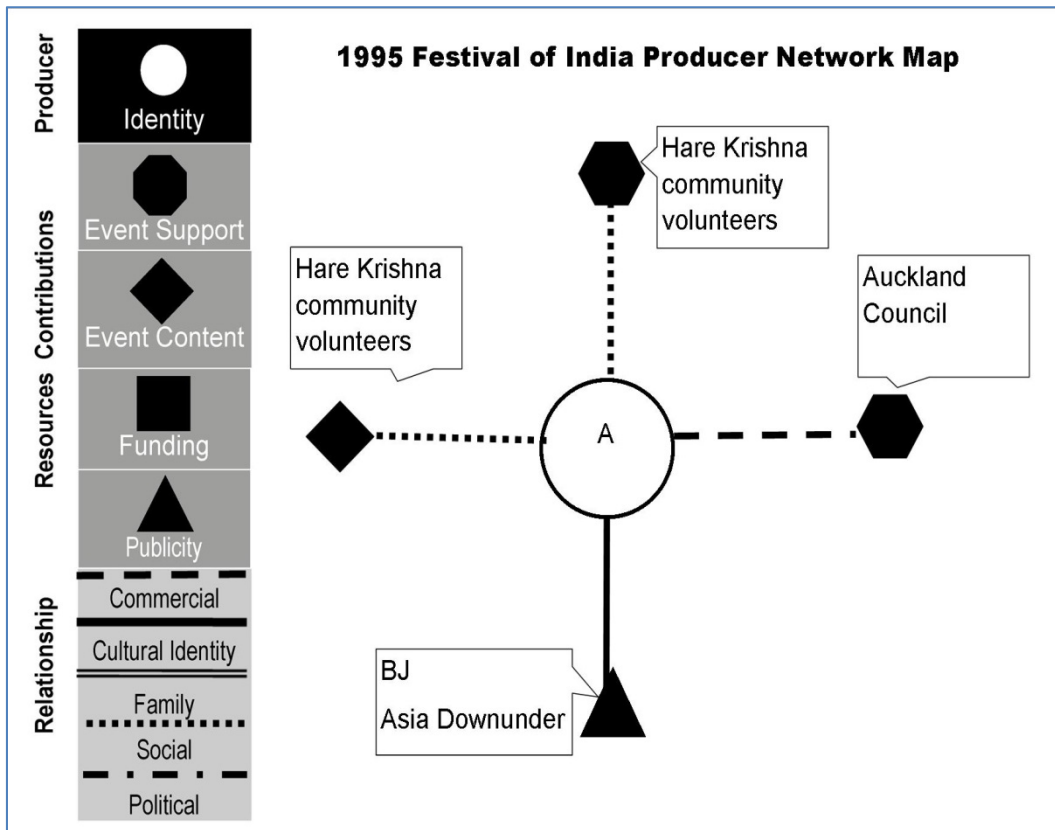 1995 Festival of India Producer Network Map
Producer
Identity
Resources Contributions
Event Support
Event Content
Funding
Publicity
Relationship
Commercial
Cultural Identity
Family
Social
Political
Hare Krishna
community
volunteers
Hare Krishna
community
volunteers
Auckland
Council
A
BJ
Asia Downunder